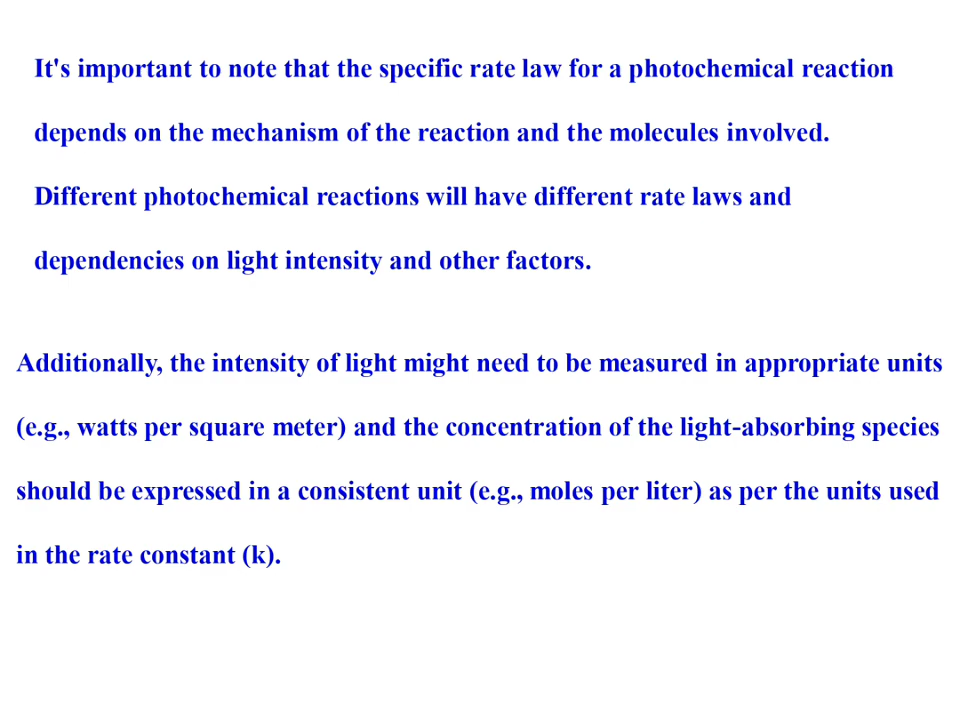 It's important to note that the specific rate law for a photochemical reaction
depends on the mechanism of the reaction and the molecules involved.
Different photochemical reactions will have different rate laws and
dependencies on light intensity and other factors.
Additionally, the intensity of light might need to be measured in appropriate units
(e.g., watts per square meter) and the concentration of the light-absorbing species
should be expressed in a consistent unit (e.g., moles per liter) as per the units used
in the rate constant (k).